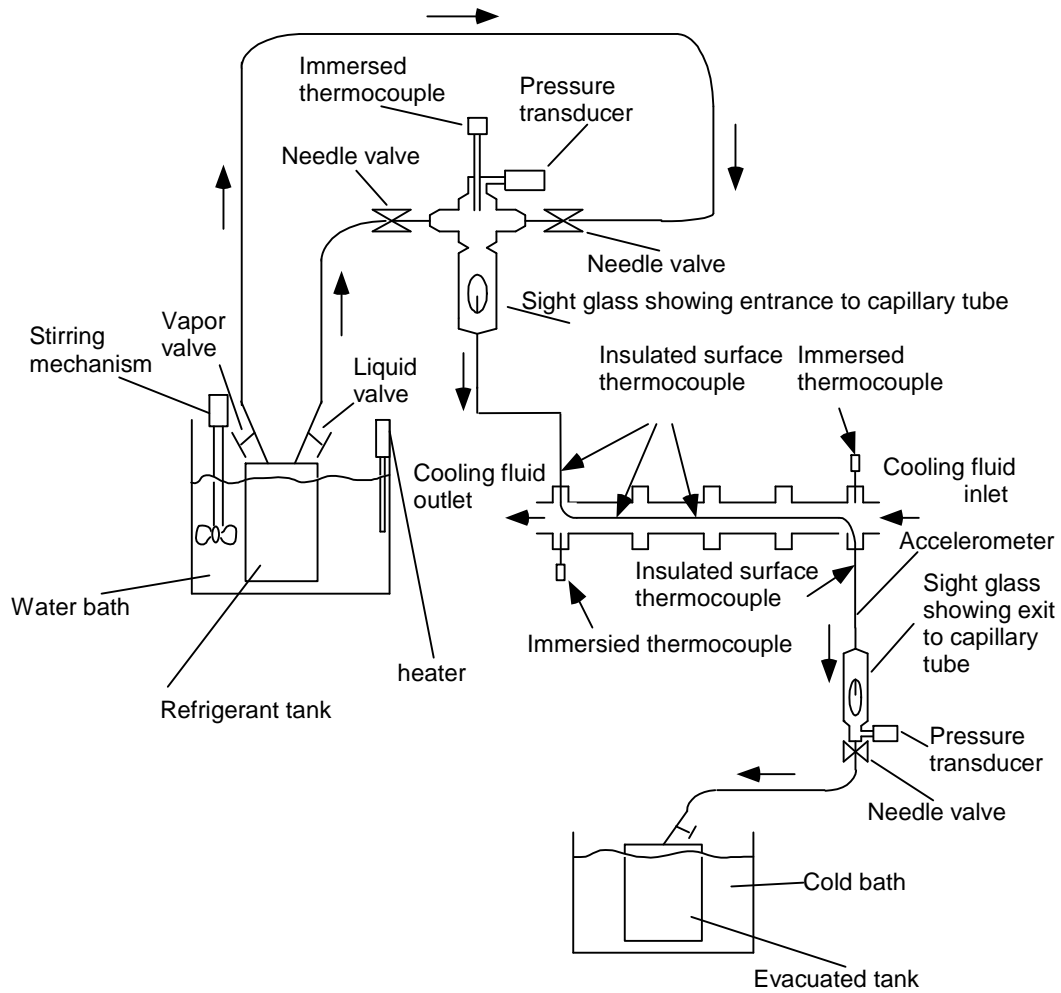 Immersed
thermocouple
Pressure
transducer
Needle valve
Needle valve
Sight glass showing entrance to capillary tube
Vapor
valve
Stirring
mechanism
Liquid
valve
Insulated surface
thermocouple
Immersed
thermocouple
Cooling fluid
outlet
Cooling fluid
inlet
Accelerometer
Insulated surface
thermocouple
Sight glass
showing exit
to capillary
tube
Water bath
Immersied thermocouple
heater
Refrigerant tank
Pressure
transducer
Needle valve
Cold bath
Evacuated tank